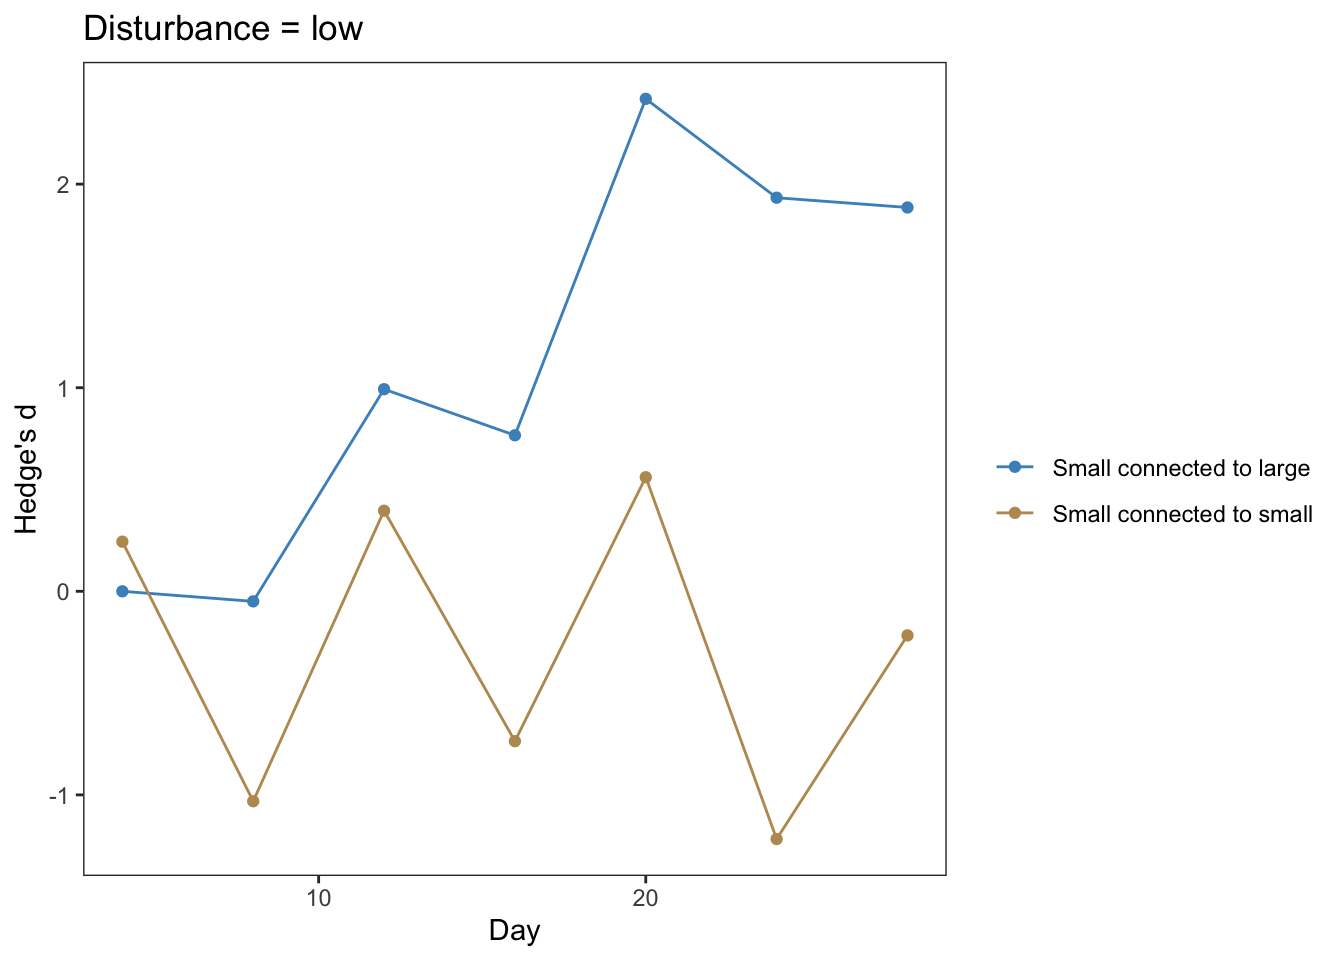 Disturbance = low
2
1
0
-1
Hedge's d
10
20
Day
Small connected to large
Small connected to small